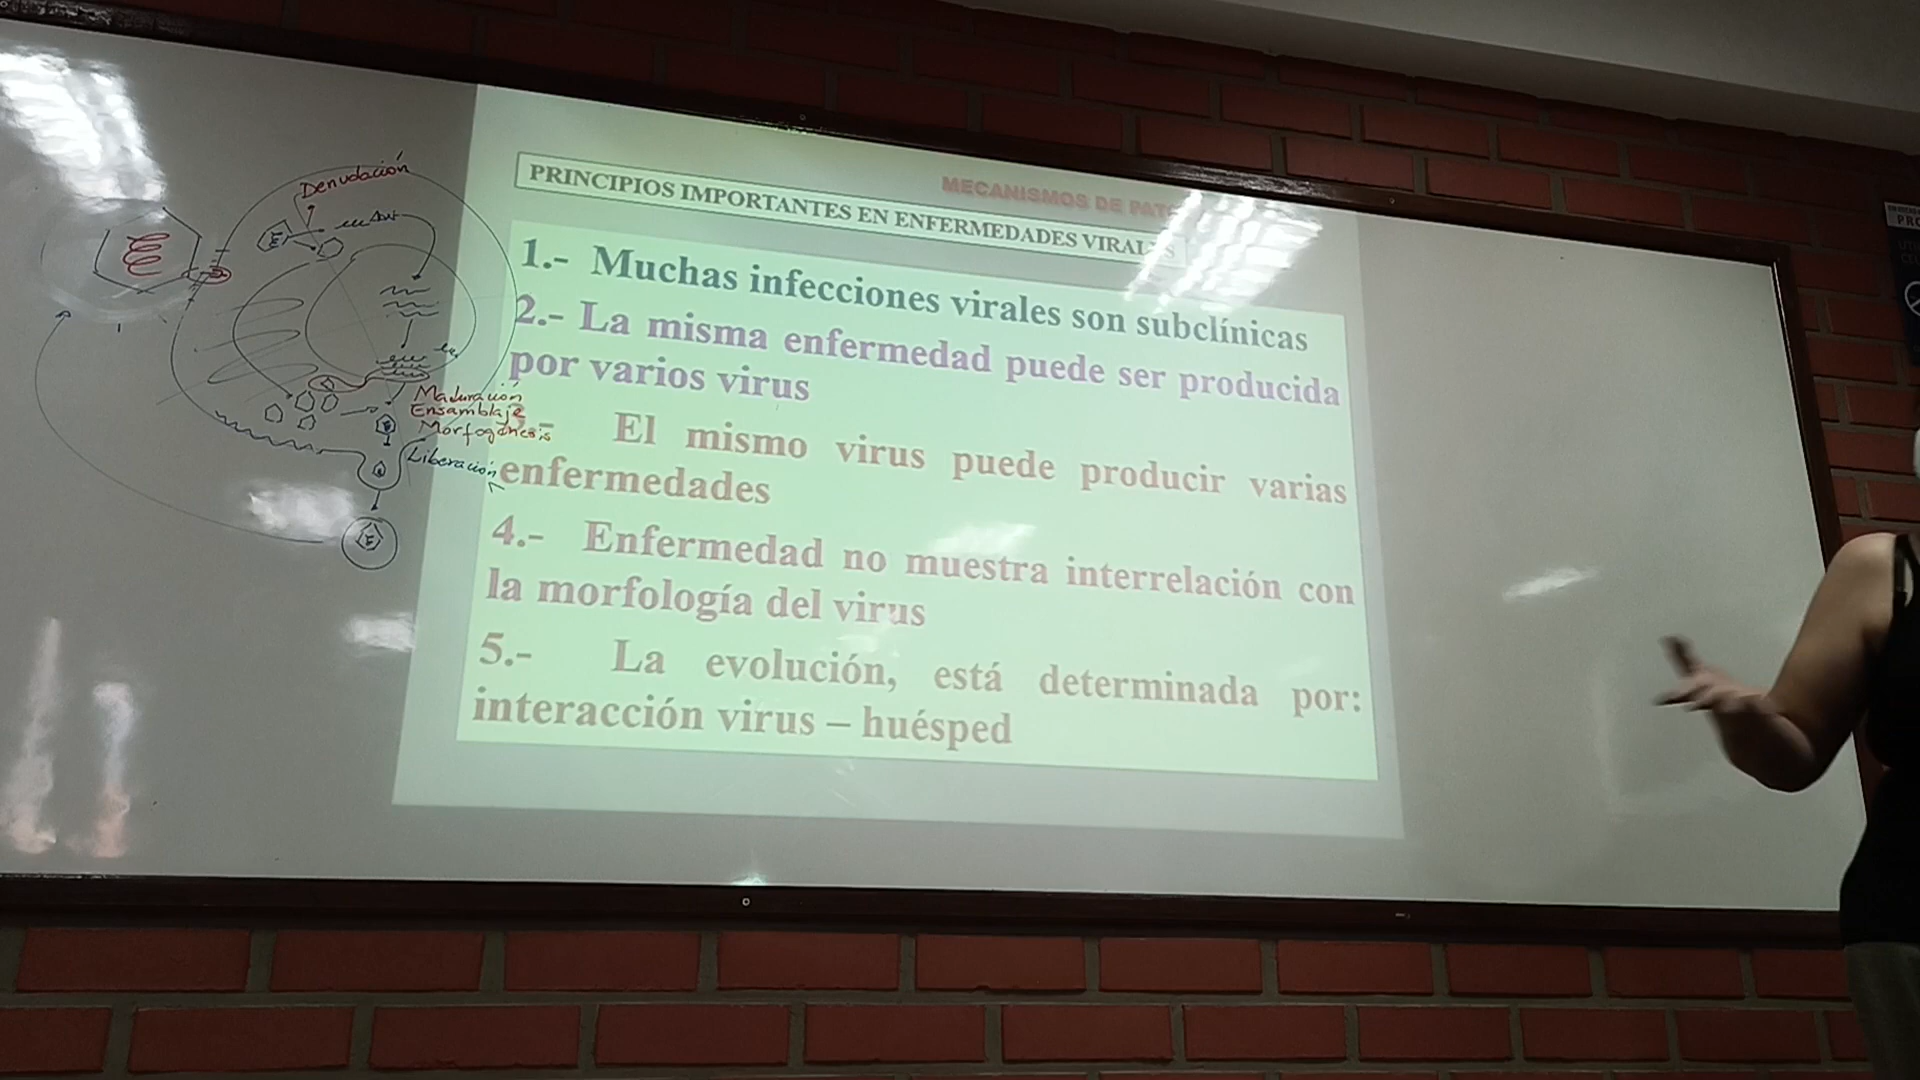 MECANISMOS DE
PRINCIPIOS IMPORTANTES EN ENFERMEDADES VIRALES
1.- Muchas infecciones virales son subclínicas
2.- La misma enfermedad puede ser producida
por varios virus
3.- El mismo virus puede producir varias
enfermedades
4.- Enfermedad no muestra interrelación con
la morfología del virus
5.- La evolución, está determinada por:
interacción virus – huésped
Denudación
Maduración
Ensamblaje
Morfogénesis
Liberación